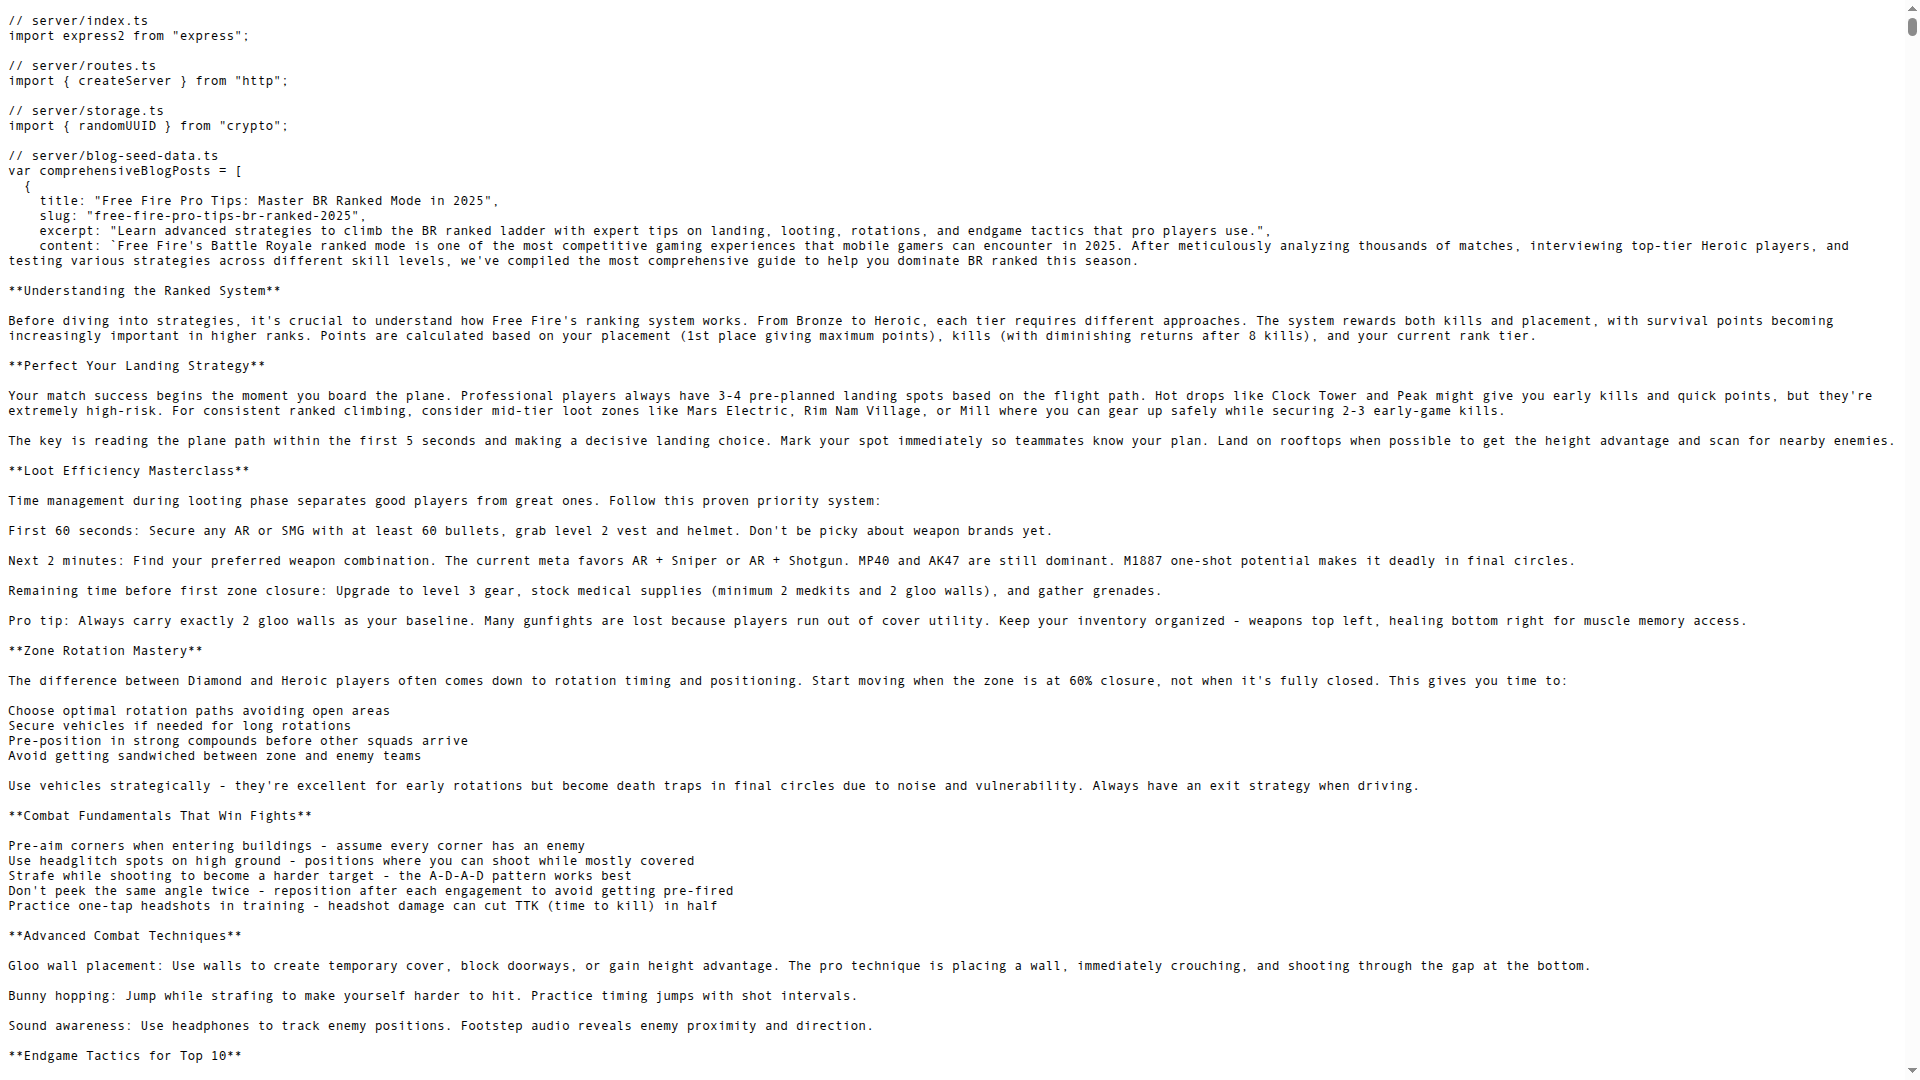 // server/index.ts
import express2 from "express";
// server/routes.ts
import { createServer } from "http";
// server/storage.ts
import { randomUUID } from "crypto";
// server/blog-seed-data.ts
var comprehensiveBlogPosts = [
  {
    title: "Free Fire Pro Tips: Master BR Ranked Mode in 2025",
    slug: "free-fire-pro-tips-br-ranked-2025",
    excerpt: "Learn advanced strategies to climb the BR ranked ladder with expert tips on landing, looting, rotations, and endgame tactics that pro players use.",
    content: `Free Fire's Battle Royale ranked mode is one of the most competitive gaming experiences that mobile gamers can encounter in 2025. After meticulously analyzing thousands of matches, interviewing top-tier Heroic players, and
testing various strategies across different skill levels, we've compiled the most comprehensive guide to help you dominate BR ranked this season.
**Understanding the Ranked System**
Before diving into strategies, it's crucial to understand how Free Fire's ranking system works. From Bronze to Heroic, each tier requires different approaches. The system rewards both kills and placement, with survival points becoming
increasingly important in higher ranks. Points are calculated based on your placement (1st place giving maximum points), kills (with diminishing returns after 8 kills), and your current rank tier.
**Perfect Your Landing Strategy**
Your match success begins the moment you board the plane. Professional players always have 3-4 pre-planned landing spots based on the flight path. Hot drops like Clock Tower and Peak might give you early kills and quick points, but they're
extremely high-risk. For consistent ranked climbing, consider mid-tier loot zones like Mars Electric, Rim Nam Village, or Mill where you can gear up safely while securing 2-3 early-game kills.
The key is reading the plane path within the first 5 seconds and making a decisive landing choice. Mark your spot immediately so teammates know your plan. Land on rooftops when possible to get the height advantage and scan for nearby enemies.
**Loot Efficiency Masterclass**
Time management during looting phase separates good players from great ones. Follow this proven priority system:
First 60 seconds: Secure any AR or SMG with at least 60 bullets, grab level 2 vest and helmet. Don't be picky about weapon brands yet.
Next 2 minutes: Find your preferred weapon combination. The current meta favors AR + Sniper or AR + Shotgun. MP40 and AK47 are still dominant. M1887 one-shot potential makes it deadly in final circles.
Remaining time before first zone closure: Upgrade to level 3 gear, stock medical supplies (minimum 2 medkits and 2 gloo walls), and gather grenades.
Pro tip: Always carry exactly 2 gloo walls as your baseline. Many gunfights are lost because players run out of cover utility. Keep your inventory organized - weapons top left, healing bottom right for muscle memory access.
**Zone Rotation Mastery**
The difference between Diamond and Heroic players often comes down to rotation timing and positioning. Start moving when the zone is at 60% closure, not when it's fully closed. This gives you time to:
Choose optimal rotation paths avoiding open areas
Secure vehicles if needed for long rotations
Pre-position in strong compounds before other squads arrive
Avoid getting sandwiched between zone and enemy teams
Use vehicles strategically - they're excellent for early rotations but become death traps in final circles due to noise and vulnerability. Always have an exit strategy when driving.
**Combat Fundamentals That Win Fights**
Pre-aim corners when entering buildings - assume every corner has an enemy
Use headglitch spots on high ground - positions where you can shoot while mostly covered
Strafe while shooting to become a harder target - the A-D-A-D pattern works best
Don't peek the same angle twice - reposition after each engagement to avoid getting pre-fired
Practice one-tap headshots in training - headshot damage can cut TTK (time to kill) in half
**Advanced Combat Techniques**
Gloo wall placement: Use walls to create temporary cover, block doorways, or gain height advantage. The pro technique is placing a wall, immediately crouching, and shooting through the gap at the bottom.
Bunny hopping: Jump while strafing to make yourself harder to hit. Practice timing jumps with shot intervals.
Sound awareness: Use headphones to track enemy positions. Footstep audio reveals enemy proximity and direction.
**Endgame Tactics for Top 10**